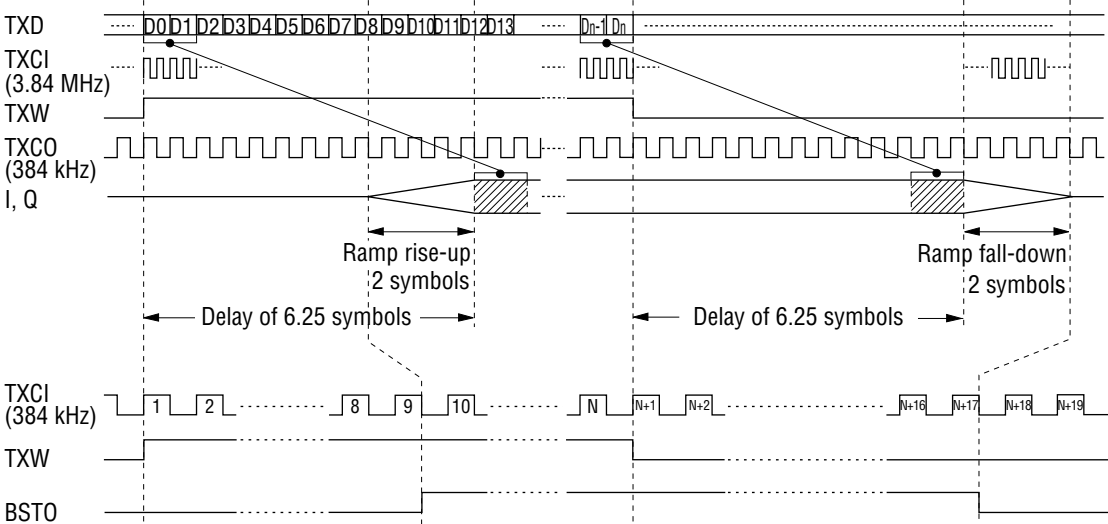 TXD D0 D1 D2 D3 D4 D5 D6 D7 D8 D9 D10 D11 D12 D13 Dn-1 Dn
TXCI
(3.84 MHz)
TXW
TXCO
(384 kHz)
I, Q
Ramp rise-up
2 symbols
Ramp fall-down
2 symbols
Delay of 6.25 symbols Delay of 6.25 symbols
TXCI
(384 kHz)
1 2 8 9 10 N N+1 N+2 N+16 N+17 N+18 N+19
TXW
BSTO